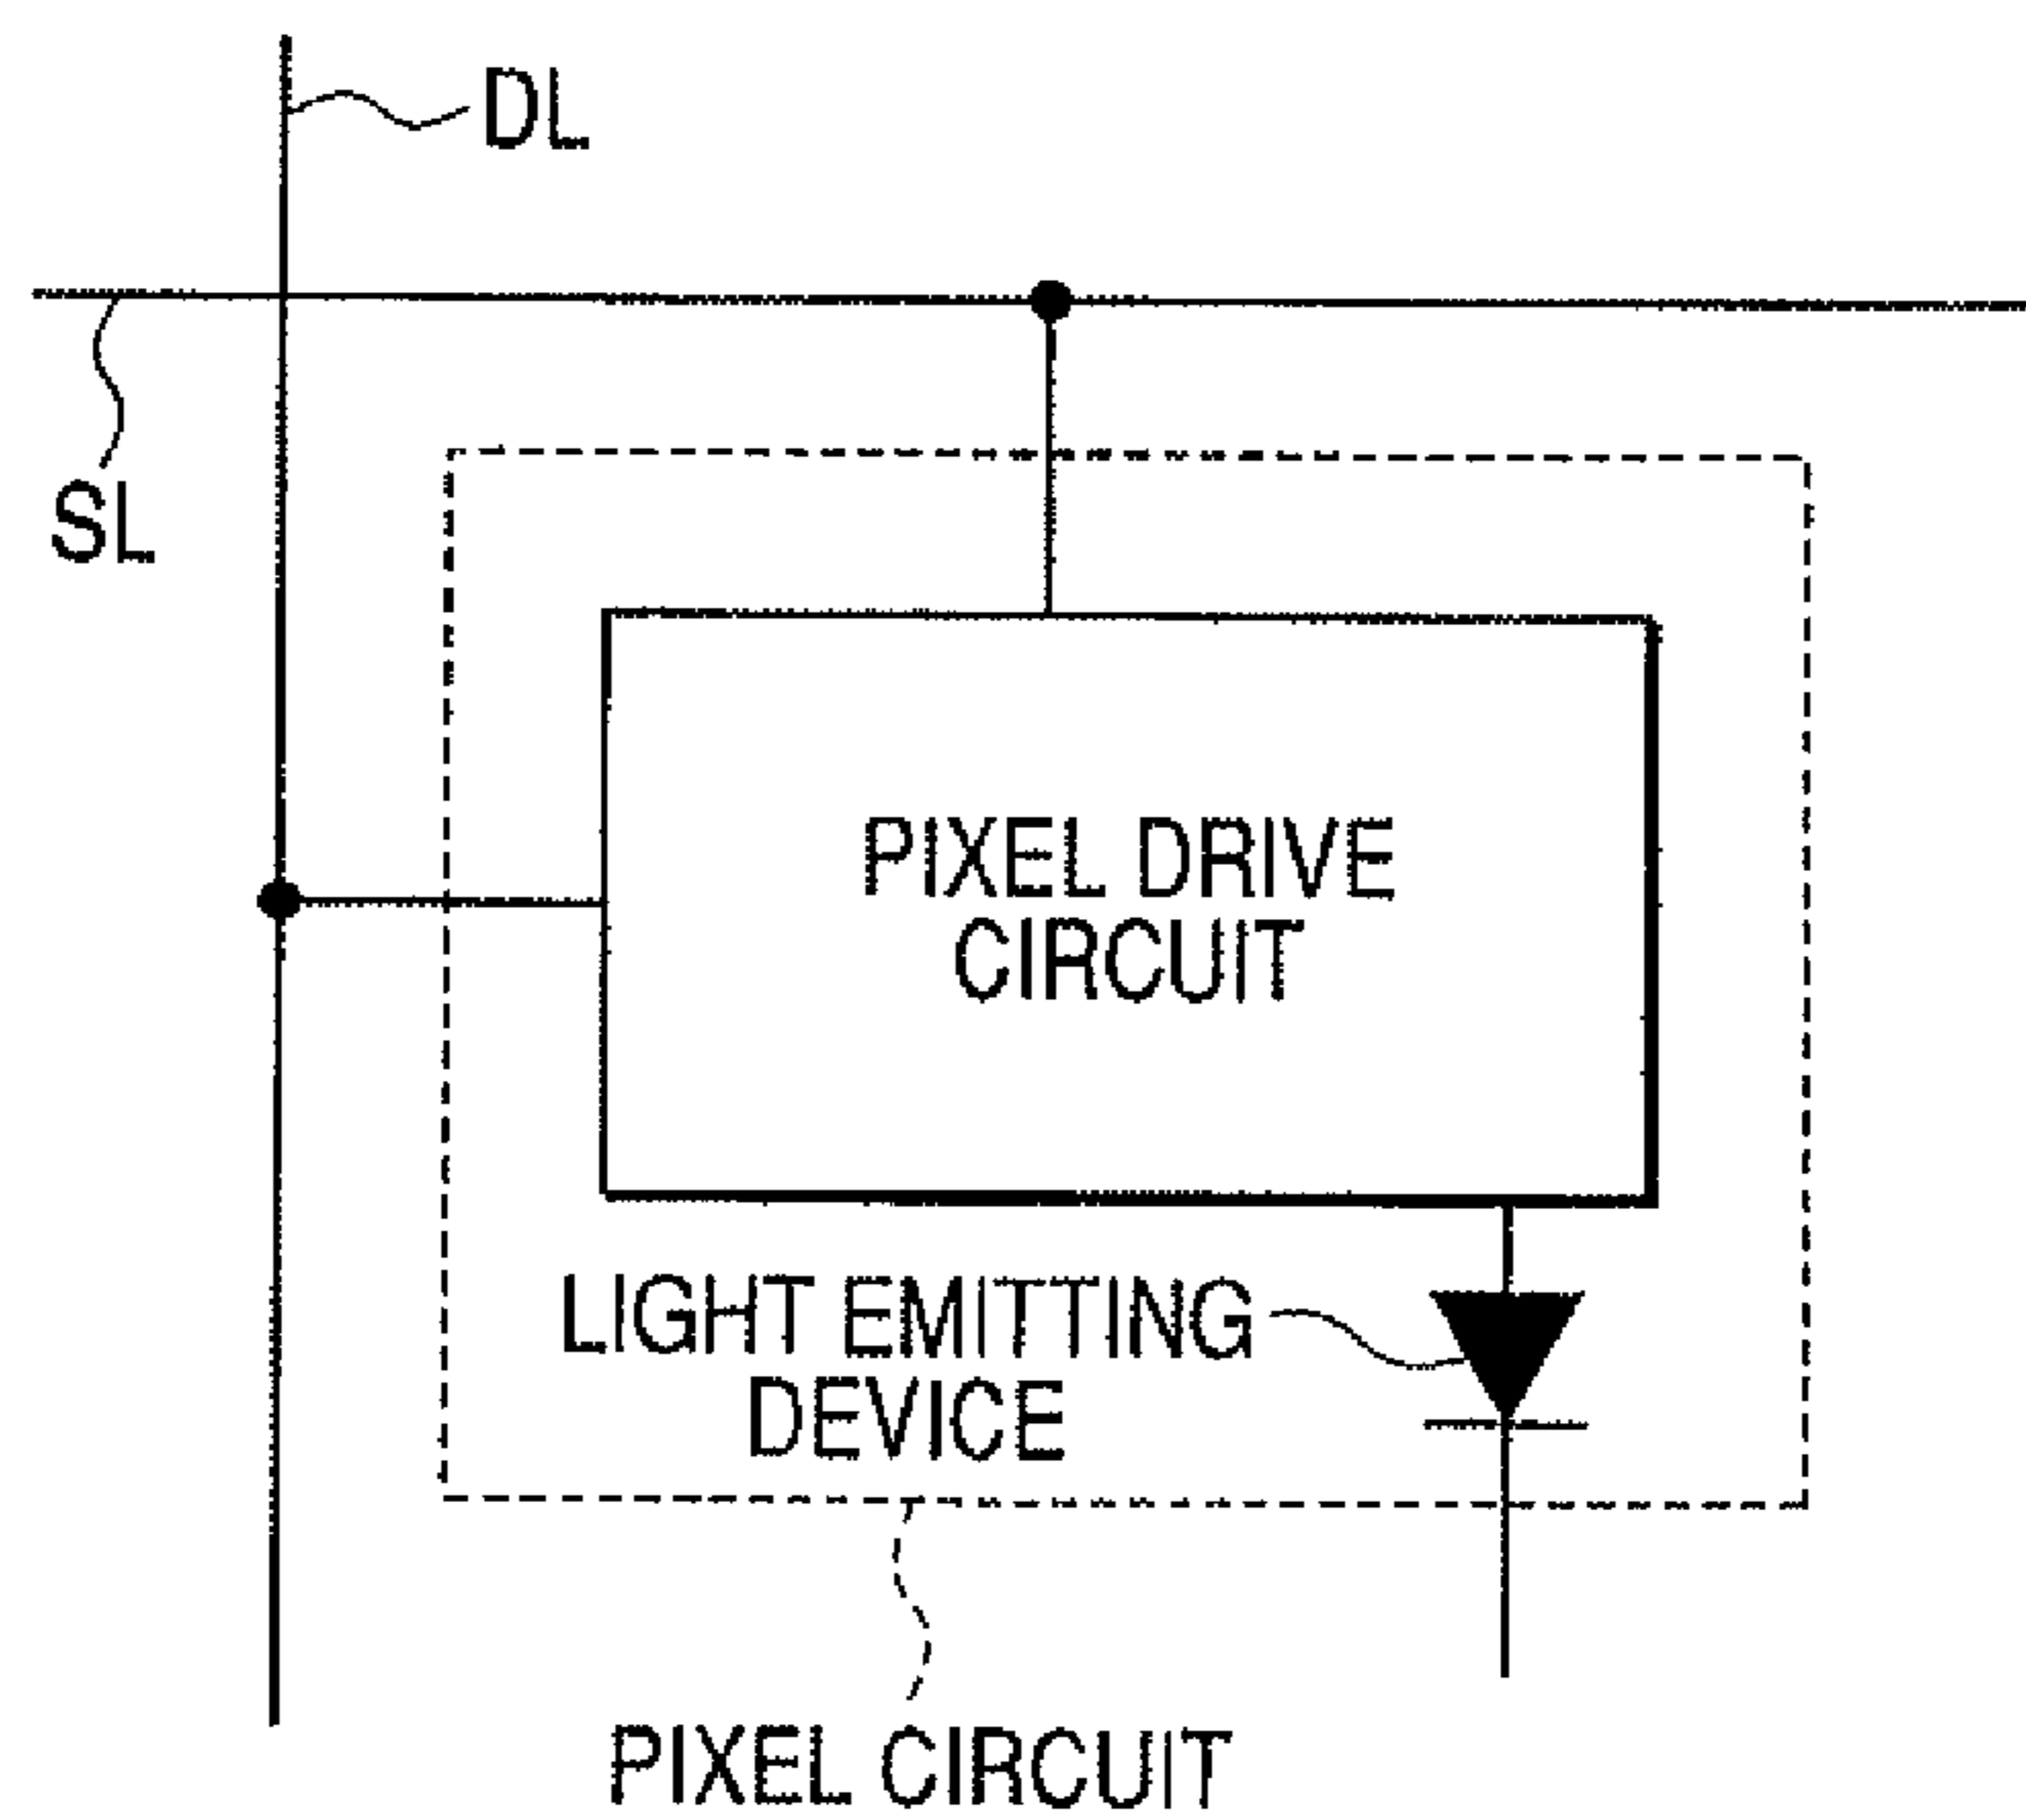 DL
SL
PIXEL DRIVE
CIRCUIT
LIGHT EMITTING
DEVICE
PIXEL CIRCUIT